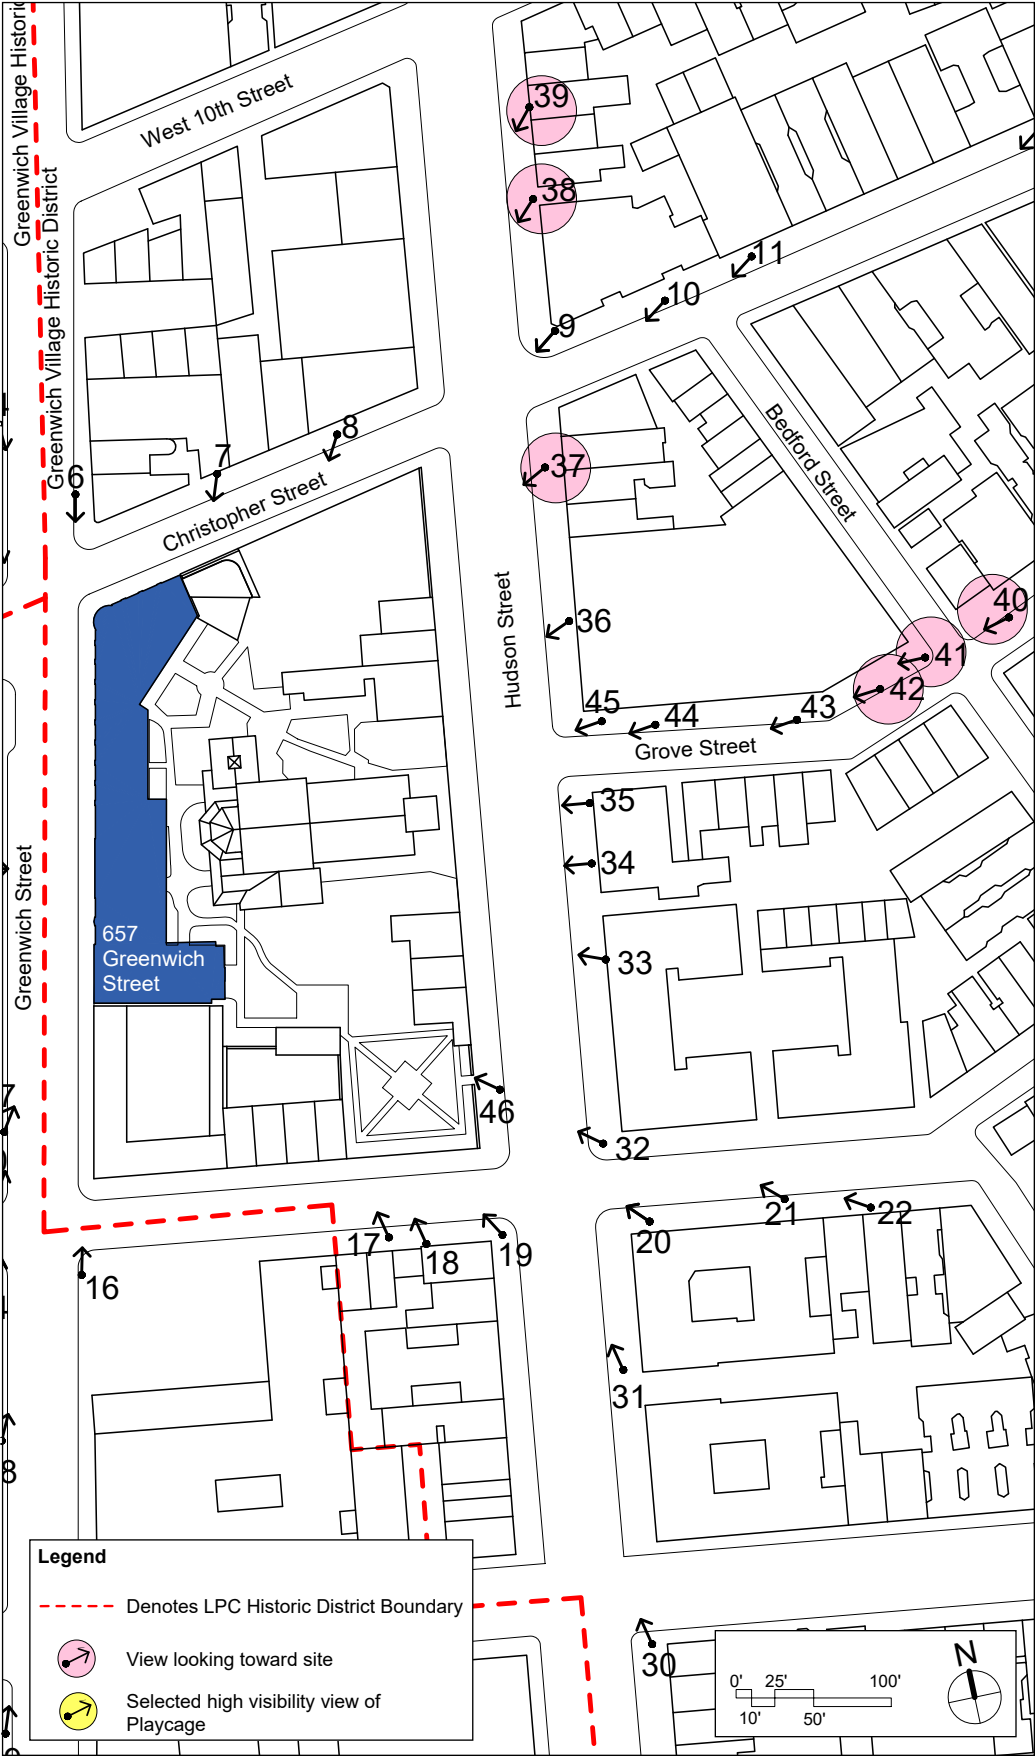 Greenwich Village Historic
Greenwich Village Historic District
West 10th Street
39
38
11
10
9
8
7
6
Christopher Street
37
Bedford Street
40
41
42
43
44
45
36
Hudson Street
Grove Street
35
34
33
657
Greenwich
Street
Greenwich Street
46
32
22
21
20
19
18
17
16
31
8
30
Legend
Denotes LPC Historic District Boundary
View looking toward site
Selected high visibility view of
Playcage
N
0' 25' 100'
10' 50'